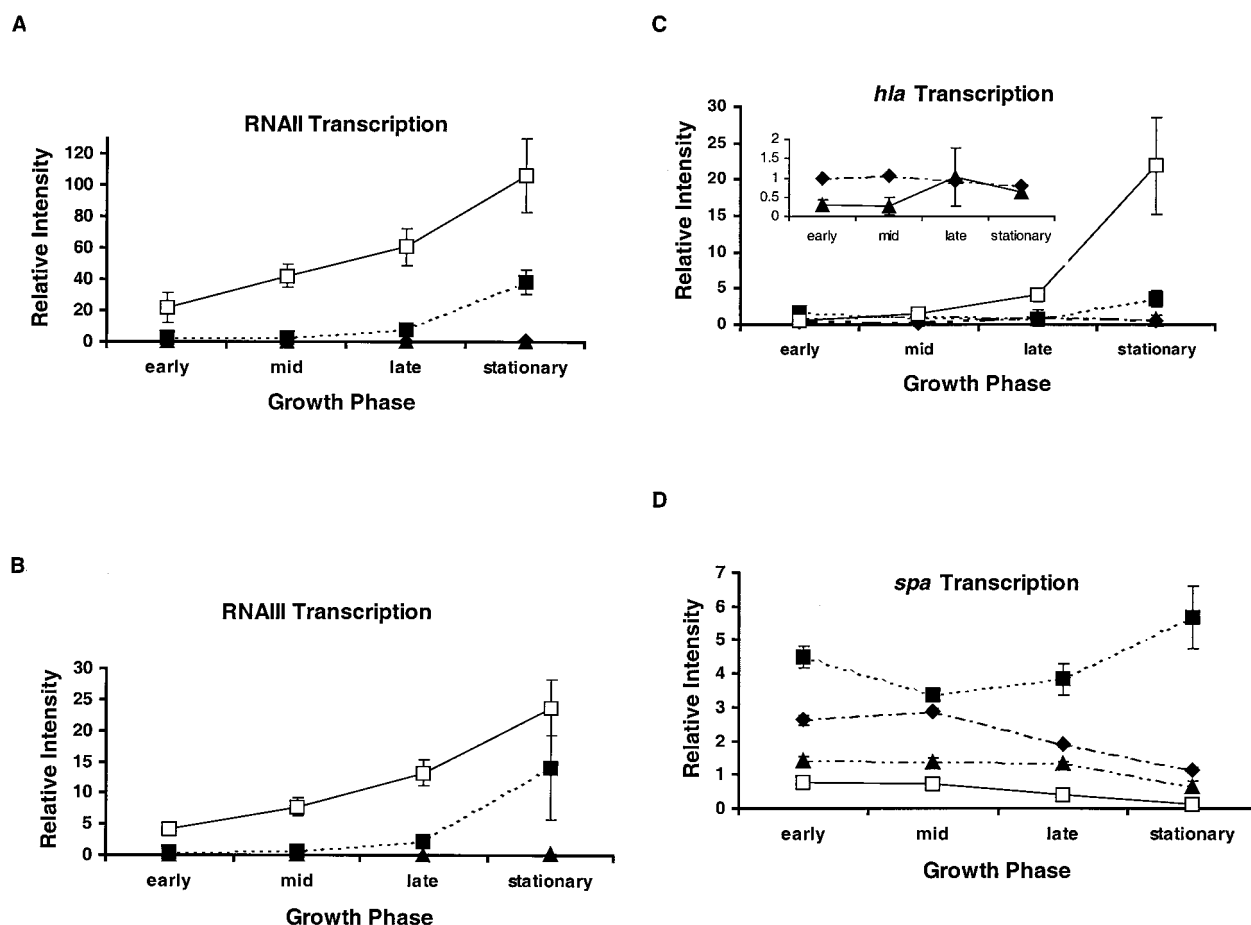 A
RNAII Transcription
Relative Intensity
120
100
80
60
40
20
0
early mid late stationary
Growth Phase
B
RNAIII Transcription
Relative Intensity
30
25
20
15
10
5
0
early mid late stationary
Growth Phase
C
hla Transcription
Relative Intensity
30
25
20
15
10
5
0
2
1.5
1
0.5
0
early mid late stationary
early mid late stationary
Growth Phase
D
spa Transcription
Relative Intensity
7
6
5
4
3
2
1
0
early mid late stationary
Growth Phase